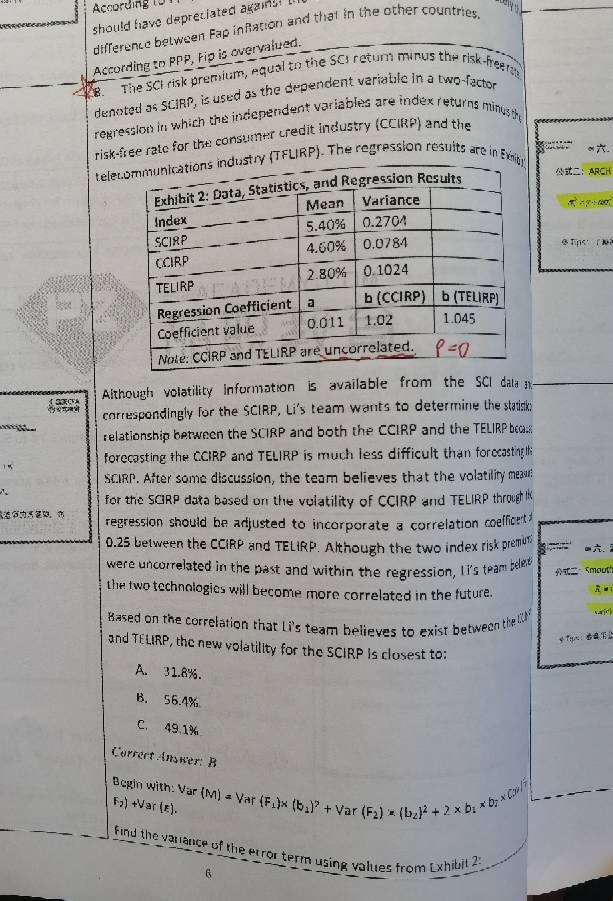 should have depreciated against
difference between Fap inflation and that in the other countries.
According to PPP, Fip is overvalued.
8. The SCI risk premium, equal to the SCI return minus the risk-free rate
denoted as SCIRP, is used as the dependent variable in a two-factor
regression in which the independent variables are index returns minus the
risk-free rate for the consumer credit industry (CCIRP) and the
telecommunications industry (TELIRP). The regression results are in Exhibit
Exhibit 2: Data, Statistics, and Regression Results
Index Mean Variance
SCIRP 5.40% 0.2704
CCIRP 4.60% 0.0784
TELIRP 2.80% 0.1024
Regression Coefficient a b (CCIRP) b (TELIRP)
Coefficient value 0.011 1.02 1.045
Note: CCIRP and TELIRP are uncorrelated. ρ=0
Although volatility information is available from the SCI data
correspondingly for the SCIRP, Li's team wants to determine the
relationship between the SCIRP and both the CCIRP and the TELIRP
forecasting the CCIRP and TELIRP is much less difficult than forecasting
SCIRP. After some discussion, the team believes that the volatility
for the SCIRP data based on the volatility of CCIRP and TELIRP through
regression should be adjusted to incorporate a correlation coefficient
0.25 between the CCIRP and TELIRP. Although the two index risk
were uncorrelated in the past and within the regression, Li's team
the two technologies will become more correlated in the future.
Based on the correlation that Li's team believes to exist between the
and TELIRP, the new volatility for the SCIRP is closest to:
A. 31.8%.
B. 56.4%.
C. 49.1%
Correct Answer: B
Begin with: Var (M) = Var (F₁)× (b₁)² + Var (F₂) × (b₂)² + 2 × b₁ × b₂ ×
F₂) +Var (ε).
Find the variance of the error term using values from Exhibit 2:
6
公式二: ARCH
Smooth